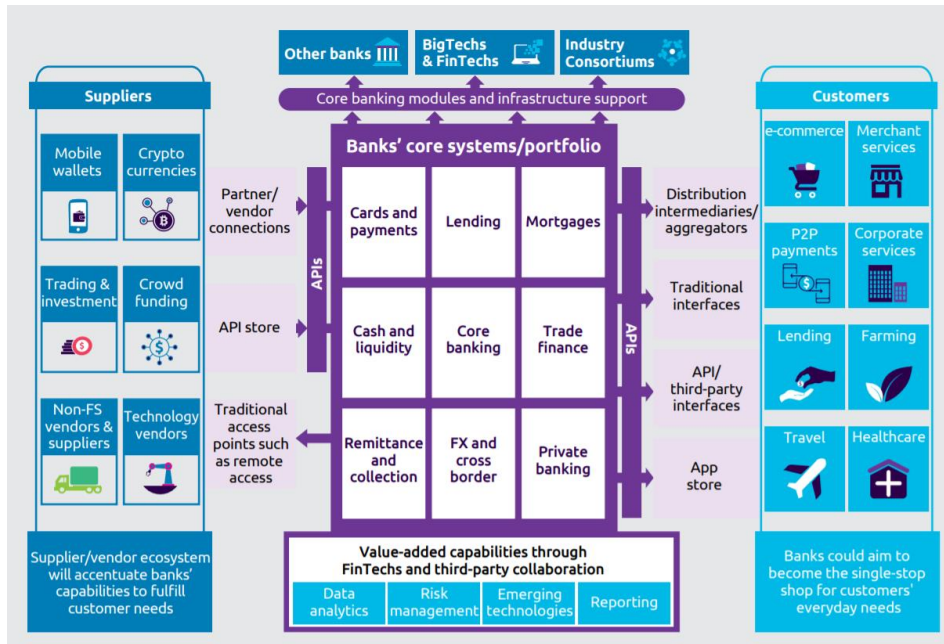 Other banks
BigTechs
& FinTechs
Industry
Consortiums
Core banking modules and infrastructure support
Suppliers
Mobile
wallets
Crypto
currencies
Trading &
investment
Crowd
funding
Non-FS
vendors &
suppliers
Technology
vendors
Supplier/vendor ecosystem
will accentuate banks'
capabilities to fulfill
customer needs
Partner/
vendor
connections
API store
Traditional
access
points such
as remote
access
APIs
Banks' core systems/portfolio
Cards and
payments
Lending
Mortgages
Cash and
liquidity
Core
banking
Trade
finance
Remittance
and
collection
FX and
cross
border
Private
banking
Value-added capabilities through
FinTechs and third-party collaboration
Data
analytics
Risk
management
Emerging
technologies
Reporting
APIs
Distribution
intermediaries/
aggregators
Traditional
interfaces
API/
third-party
interfaces
App
store
Customers
e-commerce
Merchant
services
P2P
payments
Corporate
services
Lending
Farming
Travel
Healthcare
Banks could aim to
become the single-stop
shop for customers'
everyday needs